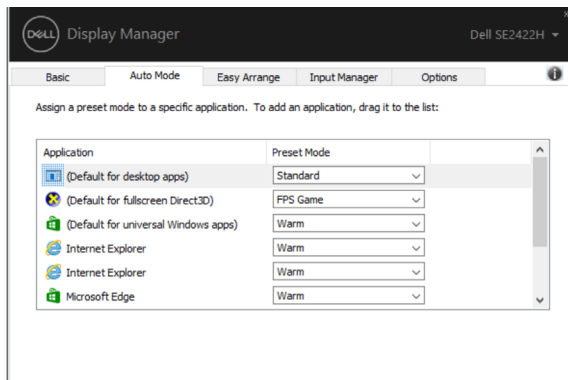 DELL Display Manager
Dell SE2422H
Basic Auto Mode Easy Arrange Input Manager Options
Assign a preset mode to a specific application. To add an application, drag it to the list:
Application Preset Mode
(Default for desktop apps) Standard
(Default for fullscreen Direct3D) FPS Game
(Default for universal Windows apps) Warm
Internet Explorer Warm
Internet Explorer Warm
Microsoft Edge Warm